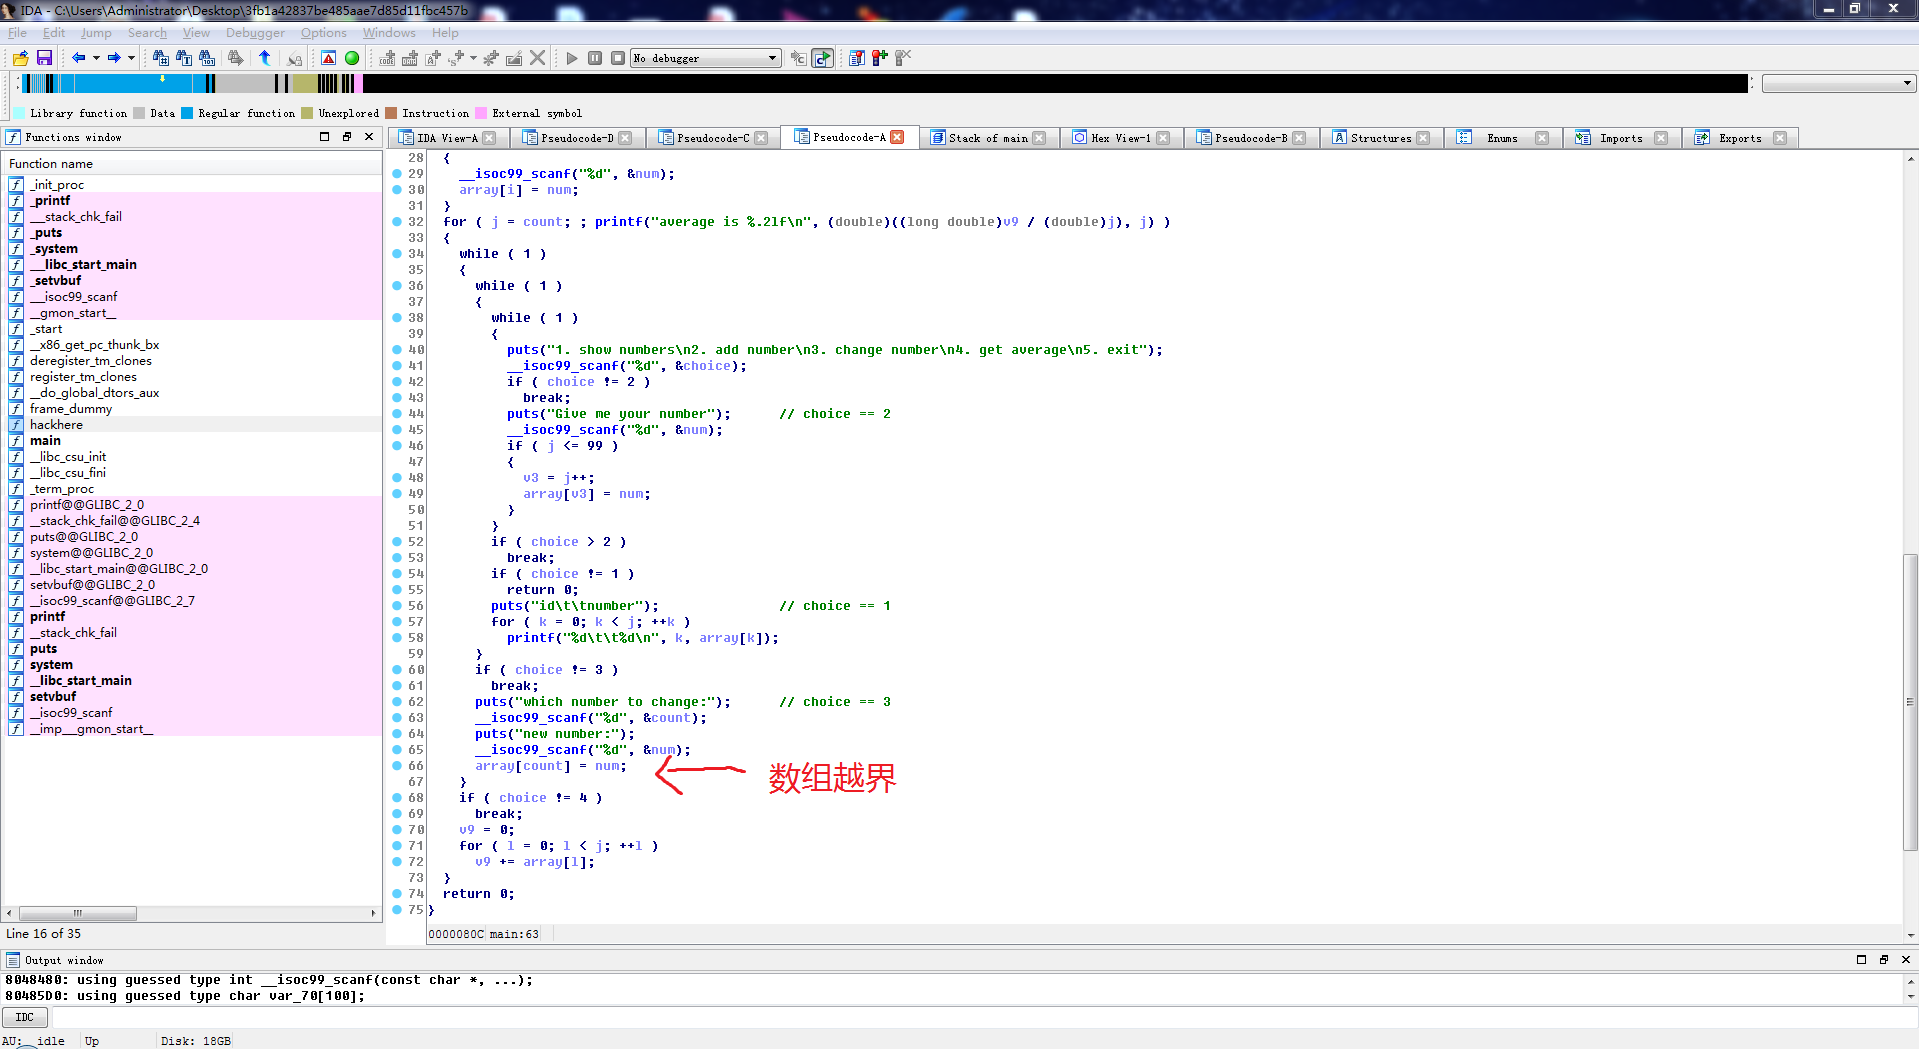 IDA - C:\Users\Administrator\Desktop\3fb1a42837be485aae7d85d11fbc457b
File Edit Jump Search View Debugger Options Windows Help
No debugger
Library function Data Regular function Unexplored Instruction External symbol
Functions window
IDA View-A Pseudocode-D Pseudocode-C Pseudocode-A Stack of main Hex View-1 Pseudocode-B Structures Enums Imports Exports
Function name
_init_proc
_printf
___stack_chk_fail
_puts
_system
___libc_start_main
_setvbuf
___isoc99_scanf
__gmon_start__
_start
__x86_get_pc_thunk_bx
deregister_tm_clones
register_tm_clones
__do_global_dtors_aux
frame_dummy
hackhere
main
__libc_csu_init
__libc_csu_fini
_term_proc
printf@@GLIBC_2_0
__stack_chk_fail@@GLIBC_2_4
puts@@GLIBC_2_0
system@@GLIBC_2_0
__libc_start_main@@GLIBC_2_0
setvbuf@@GLIBC_2_0
__isoc99_scanf@@GLIBC_2_7
printf
__stack_chk_fail
puts
system
__libc_start_main
setvbuf
__isoc99_scanf
__imp___gmon_start__
Line 16 of 35
28 {
29 __isoc99_scanf("%d", &num);
30 array[i] = num;
31 }
32 for ( j = count; ; printf("average is %.2lf\n", (double)((long double)v9 / (double)j), j) )
33 {
34 while ( 1 )
35 {
36 while ( 1 )
37 {
38 while ( 1 )
39 {
40 puts("1. show numbers\n2. add number\n3. change number\n4. get average\n5. exit");
41 __isoc99_scanf("%d", &choice);
42 if ( choice != 2 )
43 break;
44 puts("Give me your number"); // choice == 2
45 __isoc99_scanf("%d", &num);
46 if ( j <= 99 )
47 {
48 v3 = j++;
49 array[v3] = num;
50 }
51 }
52 if ( choice > 2 )
53 break;
54 if ( choice != 1 )
55 return 0;
56 puts("id\t\tnumber"); // choice == 1
57 for ( k = 0; k < j; ++k )
58 printf("%d\t\t%d\n", k, array[k]);
59 }
60 if ( choice != 3 )
61 break;
62 puts("which number to change:"); // choice == 3
63 __isoc99_scanf("%d", &count);
64 puts("new number:");
65 __isoc99_scanf("%d", &num);
66 array[count] = num;
数组越界
67 }
68 if ( choice != 4 )
69 break;
70 v9 = 0;
71 for ( l = 0; l < j; ++l )
72 v9 += array[l];
73 }
74 return 0;
75 }
0000080C main:63
Output window
8048480: using guessed type int __isoc99_scanf(const char *, ...);
80485D0: using guessed type char var_70[100];
IDC
AU: idle Up Disk: 18GB